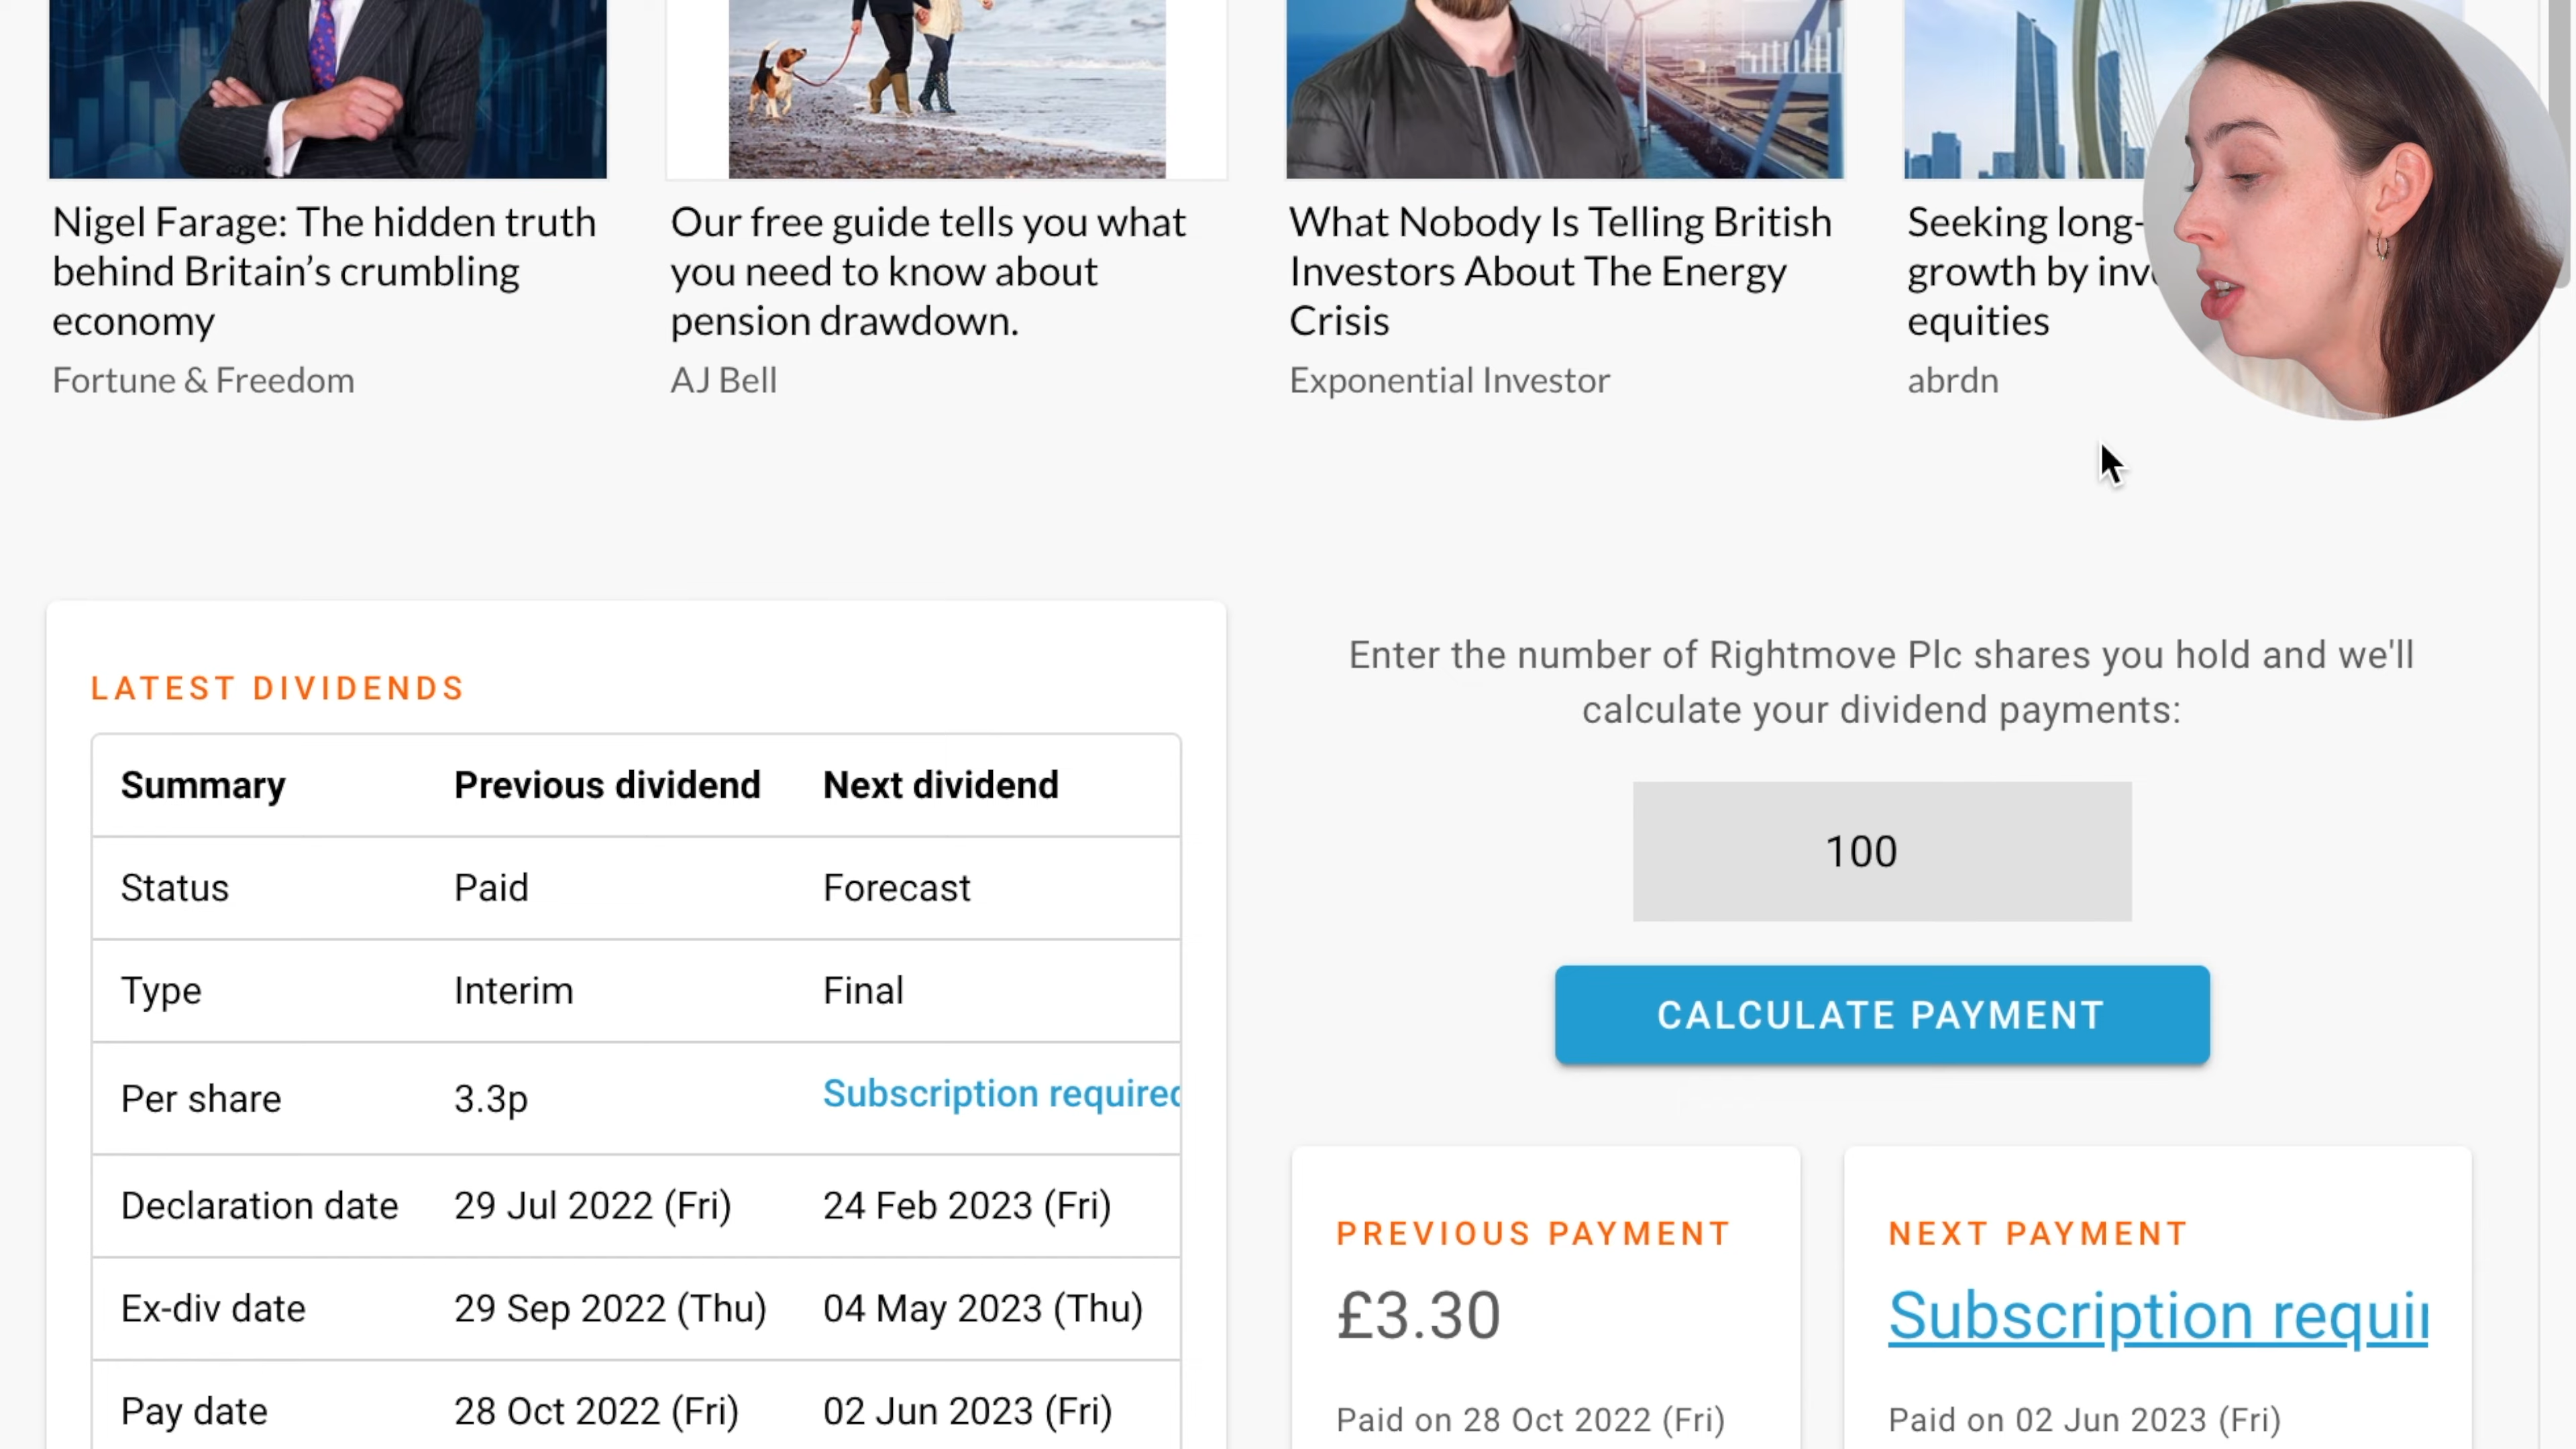 Nigel Farage: The hidden truth
behind Britain’s crumbling
economy
Fortune & Freedom
Our free guide tells you what
you need to know about
pension drawdown.
AJ Bell
What Nobody Is Telling British
Investors About The Energy
Crisis
Exponential Investor
Seeking long-
growth by
equities
abrdn
LATEST DIVIDENDS
Summary Previous dividend Next dividend
Status Paid Forecast
Type Interim Final
Per share 3.3p Subscription required
Declaration date 29 Jul 2022 (Fri) 24 Feb 2023 (Fri)
Ex-div date 29 Sep 2022 (Thu) 04 May 2023 (Thu)
Pay date 28 Oct 2022 (Fri) 02 Jun 2023 (Fri)
Enter the number of Rightmove Plc shares you hold and we'll
calculate your dividend payments:
100
CALCULATE PAYMENT
PREVIOUS PAYMENT
£3.30
Paid on 28 Oct 2022 (Fri)
NEXT PAYMENT
Subscription
Paid on 02 Jun 2023 (Fri)